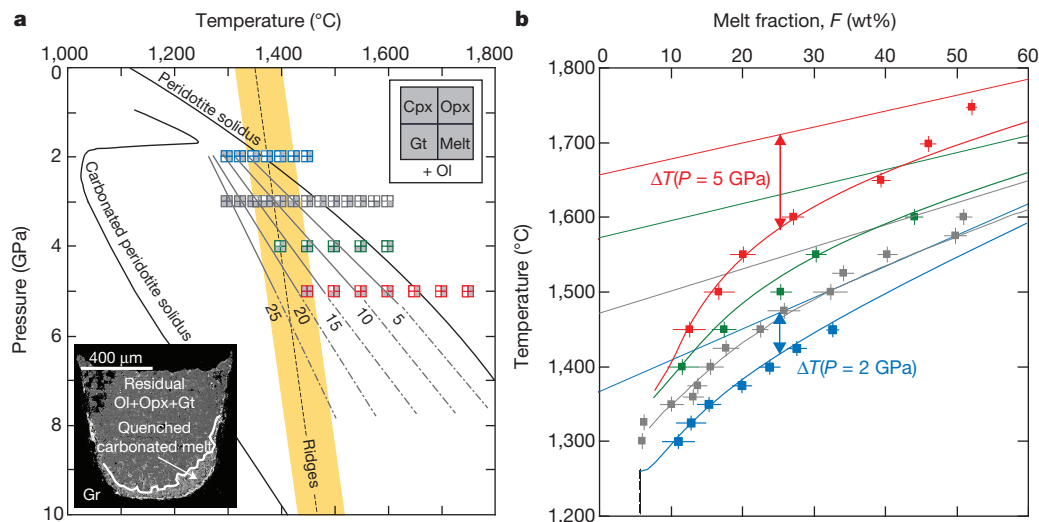 a
Temperature (°C)
1,000 1,200 1,300 1,400 1,500 1,600 1,800
0
2
4
6
8
10
Pressure (GPa)
Peridotite solidus
Carbonated peridotite solidus
Cpx Opx
Gt Melt
+ Ol
25 20 15 10 5
Ridges
400 μm
Residual
Ol+Opx+Gt
Quenched
carbonated melt
Gr
b
Melt fraction, F (wt%)
0 10 20 30 40 50 60
1,800
1,700
1,600
1,500
1,400
1,300
1,200
Temperature (°C)
ΔT(P = 5 GPa)
ΔT(P = 2 GPa)